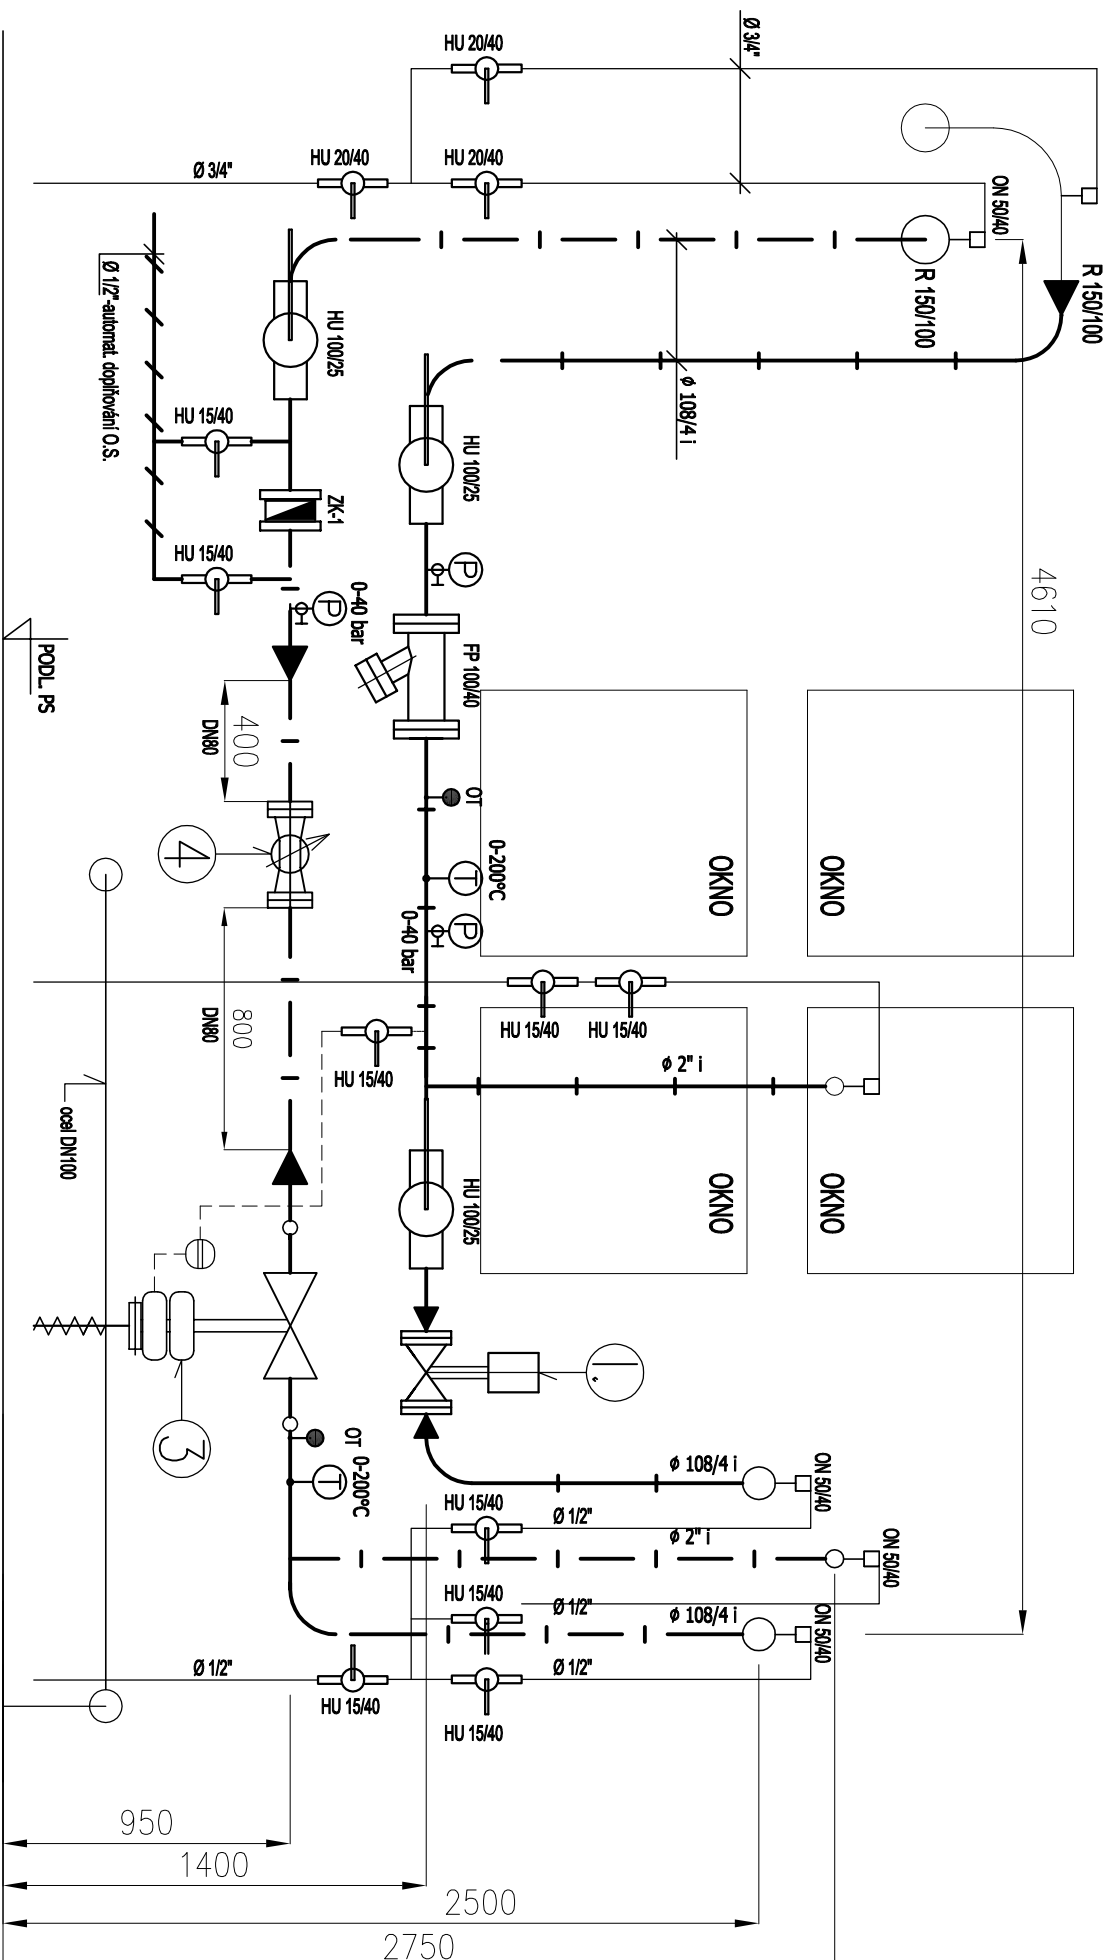 HU 20/40
Ø 3/4"
HU 20/40
HU 20/40
Ø 3/4"
ON 50/40
R 150/100
R 150/100
HU 100/25
ø 108/4 i
Ø 1/2"-automat. doplňování O.S.
HU 15/40
HU 100/25
ZK-1
HU 15/40
4610
P
P
0-40 bar
FP 100/40
PODL. PS
400
DN80
OT
OKNO
OKNO
0-200°C
T
4
P
0-40 bar
HU 15/40
HU 15/40
800
DN80
HU 15/40
ø 2" i
ocel DN100
HU 100/25
OKNO
OKNO
1.
3
OT
0-200°C
T
ø 108/4 i
ON 50/40
HU 15/40
Ø 1/2"
ø 2" i
ON 50/40
HU 15/40
Ø 1/2"
ø 108/4 i
ON 50/40
Ø 1/2"
HU 15/40
Ø 1/2"
HU 15/40
950
1400
2500
2750